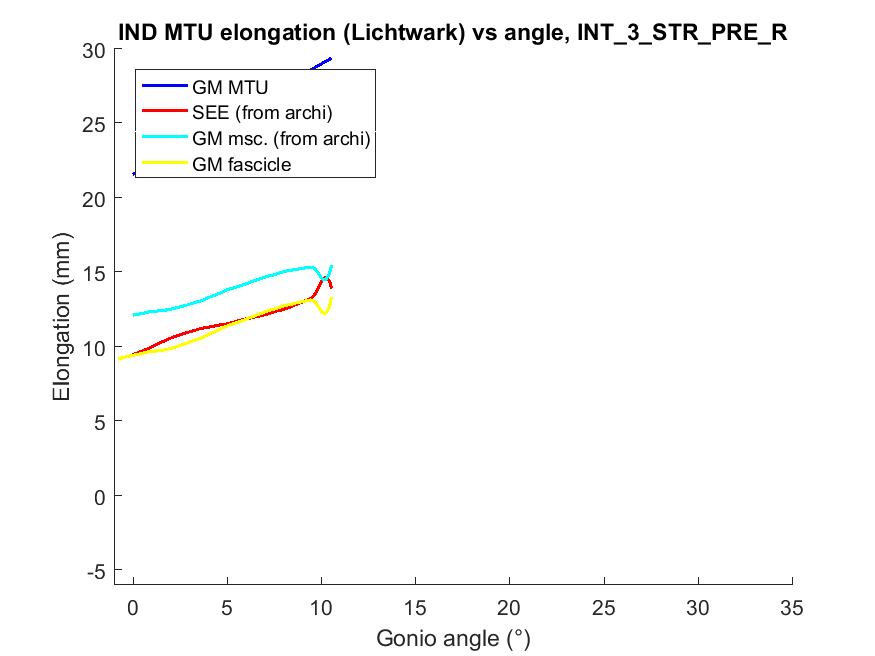 IND MTU elongation (Lichtwark) vs angle, INT_3_STR_PRE_R
30
25
20
15
10
5
0
-5
Elongation (mm)
GM MTU
SEE (from archi)
GM msc. (from archi)
GM fascicle
0 5 10 15 20 25 30 35
Gonio angle (°)